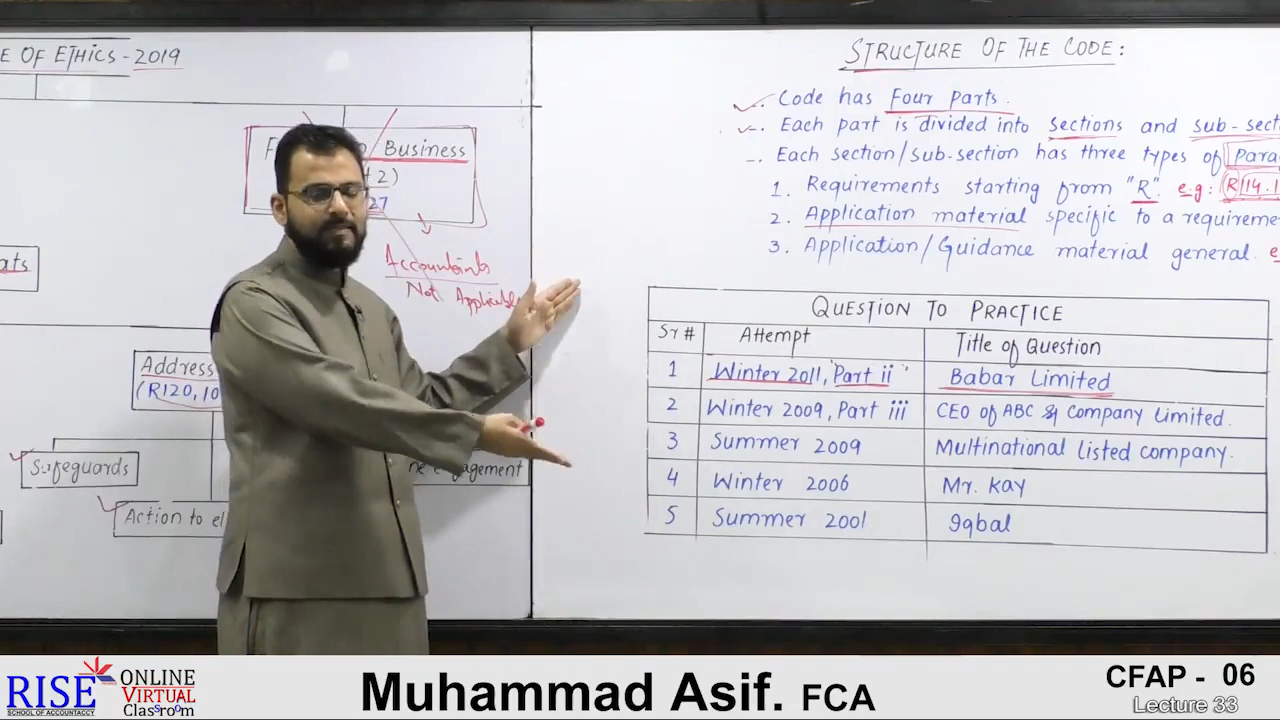 E OF ETHICS - 2019
Business
+ 2)
27
Accountants
Not Applicable
ats
Address
(R120, 10
Safeguards
Action to el
ne engagement
STRUCTURE OF THE CODE:
Code has Four Parts.
Each part is divided into sections and sub-sect
Each section/sub-section has three types of Para
1. Requirements starting from "R". e.g: R114.1
2. Application material specific to a requireme
3. Application/Guidance material general. e
QUESTION TO PRACTICE
Sr # Attempt Title of Question
1 Winter 2011, Part ii Babar Limited
2 Winter 2009, Part iii CEO of ABC & Company Limited.
3 Summer 2009 Multinational listed company.
4 Winter 2006 Mr. Kay
5 Summer 2001 Iqbal
RISE
SCHOOL OF ACCOUNTANCY
ONLINE
VIRTUAL
Classroom
Muhammad Asif. FCA
CFAP - 06
Lecture 33